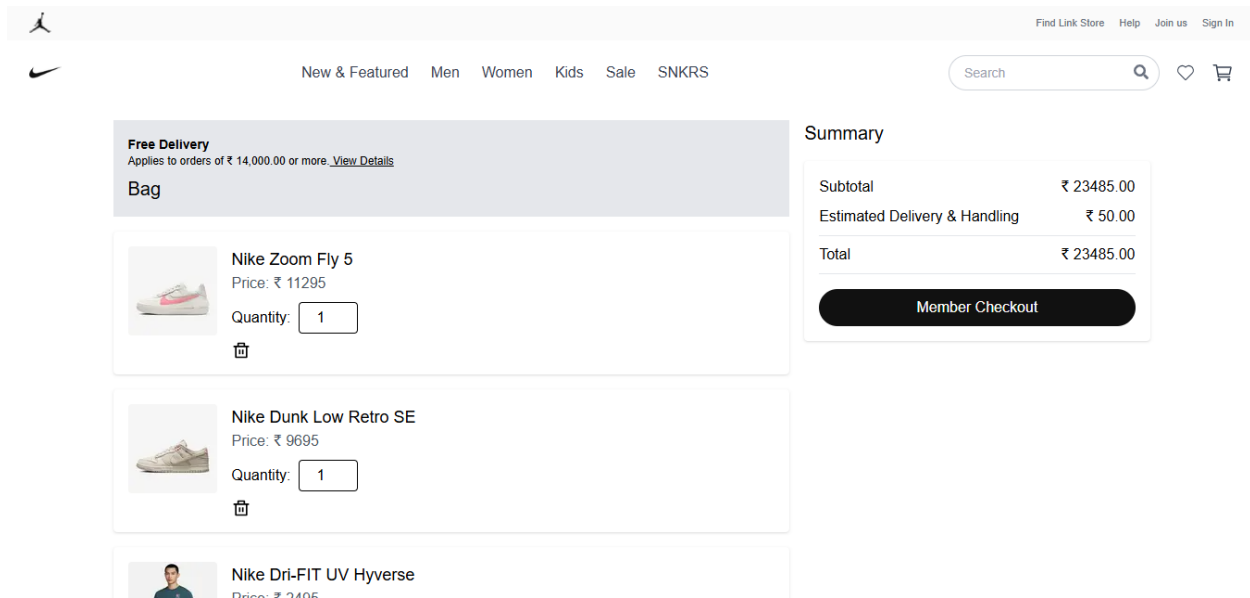 Find Link Store Help Join us Sign In
New & Featured Men Women Kids Sale SNKRS Search
Free Delivery
Applies to orders of ₹ 14,000.00 or more. View Details
Bag
Nike Zoom Fly 5
Price: ₹ 11295
Quantity: 1
Nike Dunk Low Retro SE
Price: ₹ 9695
Quantity: 1
Nike Dri-FIT UV Hyverse
Price: ₹ 2495
Summary
Subtotal ₹ 23485.00
Estimated Delivery & Handling ₹ 50.00
Total ₹ 23485.00
Member Checkout